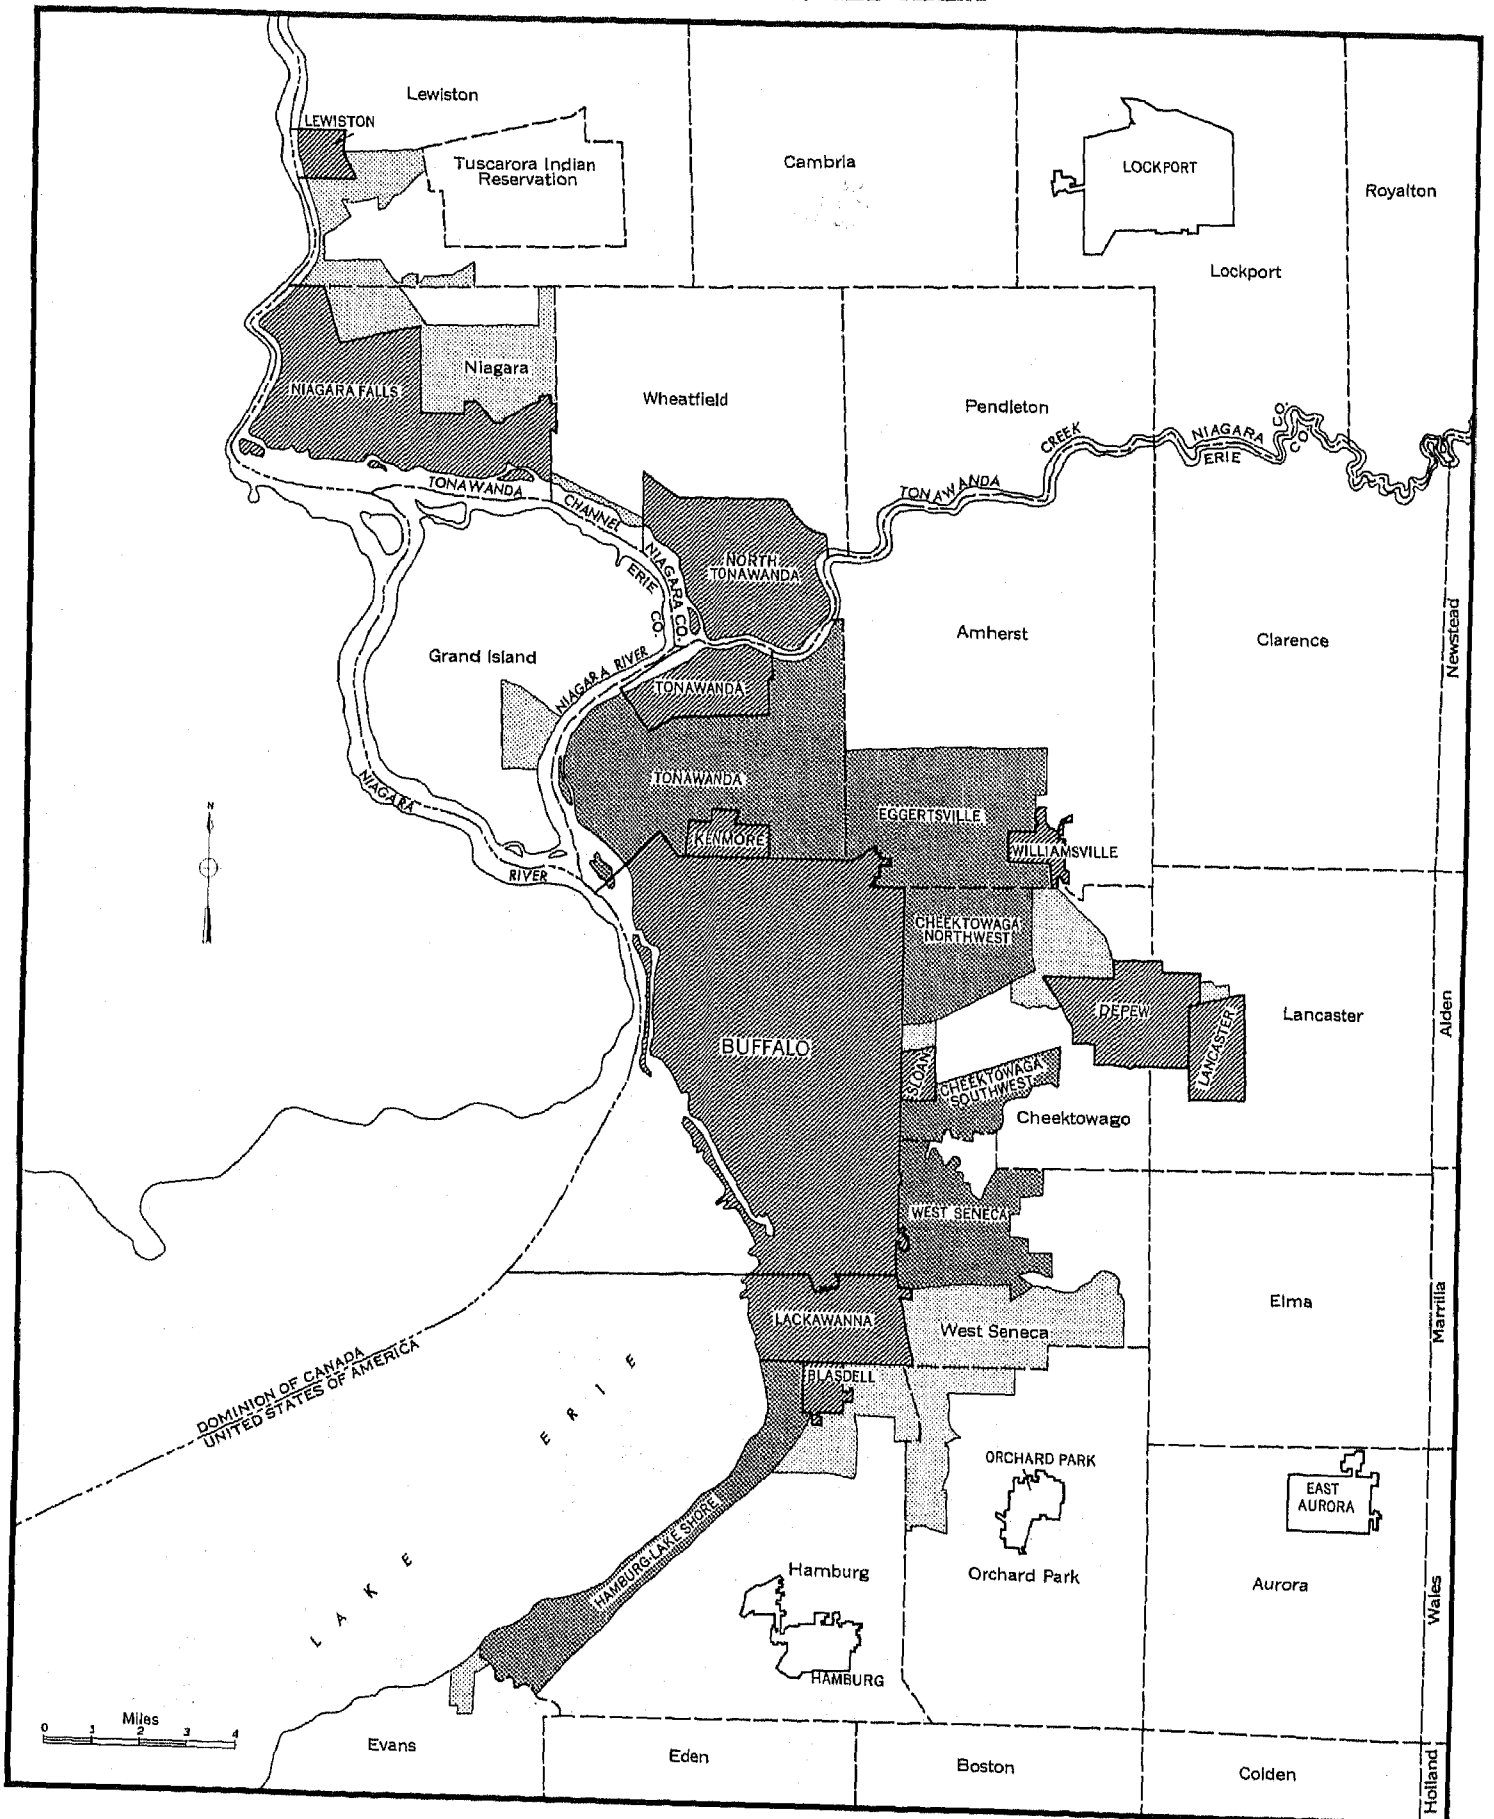 Lewiston
LEWISTON
Tuscarora Indian
Reservation
Cambria
LOCKPORT
Royalton
Lockport
Niagara
NIAGARA FALLS
Wheatfield
Pendleton
TONAWANDA
CREEK
NIAGARA CO.
ERIE CO.
TONAWANDA
CHANNEL
NIAGARA CO.
ERIE CO.
NORTH
TONAWANDA
Amherst
Clarence
Newstead
Grand Island
NIAGARA RIVER
TONAWANDA
TONAWANDA
NIAGARA
RIVER
N
KENMORE
EGGERTSVILLE
WILLIAMSVILLE
CHEEKTOWAGA
NORTHWEST
BUFFALO
DEPEW
LANCASTER
Lancaster
Alden
SLOAN
CHEEKTOWAGA
SOUTHWEST
Cheektowago
WEST SENECA
Elma
Marrilla
LACKAWANNA
West Seneca
BLASDELL
DOMINION OF CANADA
UNITED STATES OF AMERICA
LAKE ERIE
ORCHARD PARK
EAST
AURORA
HAMBURG-LAKE SHORE
Hamburg
Orchard Park
Aurora
Wales
HAMBURG
Miles
0 1 2 3 4
Evans
Eden
Boston
Colden
Holland